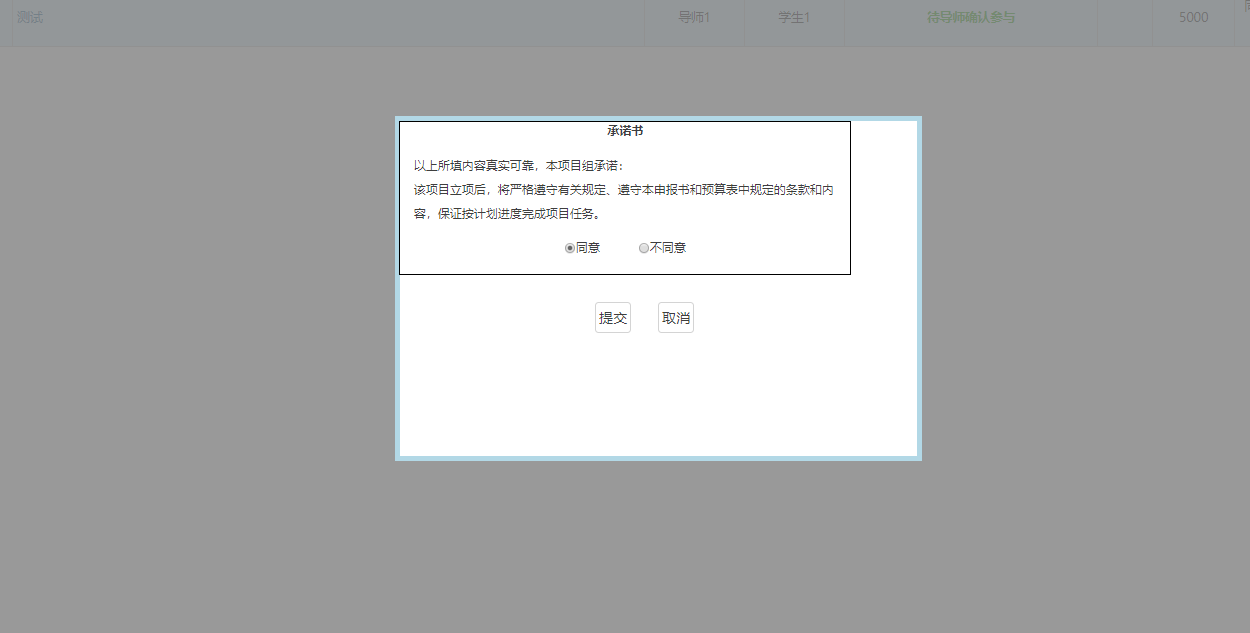 测试 导师1 学生1 待导师确认参与 5000
承诺书
以上所填内容真实可靠，本项目组承诺：
该项目立项后，将严格遵守有关规定、遵守本申报书和预算表中规定的条款和内
容，保证按计划进度完成项目任务。
同意 不同意
提交 取消